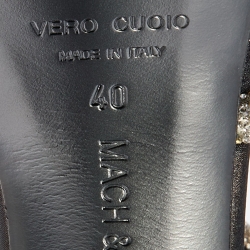 VERO CUOIO
MADE IN ITALY
40
MACH &